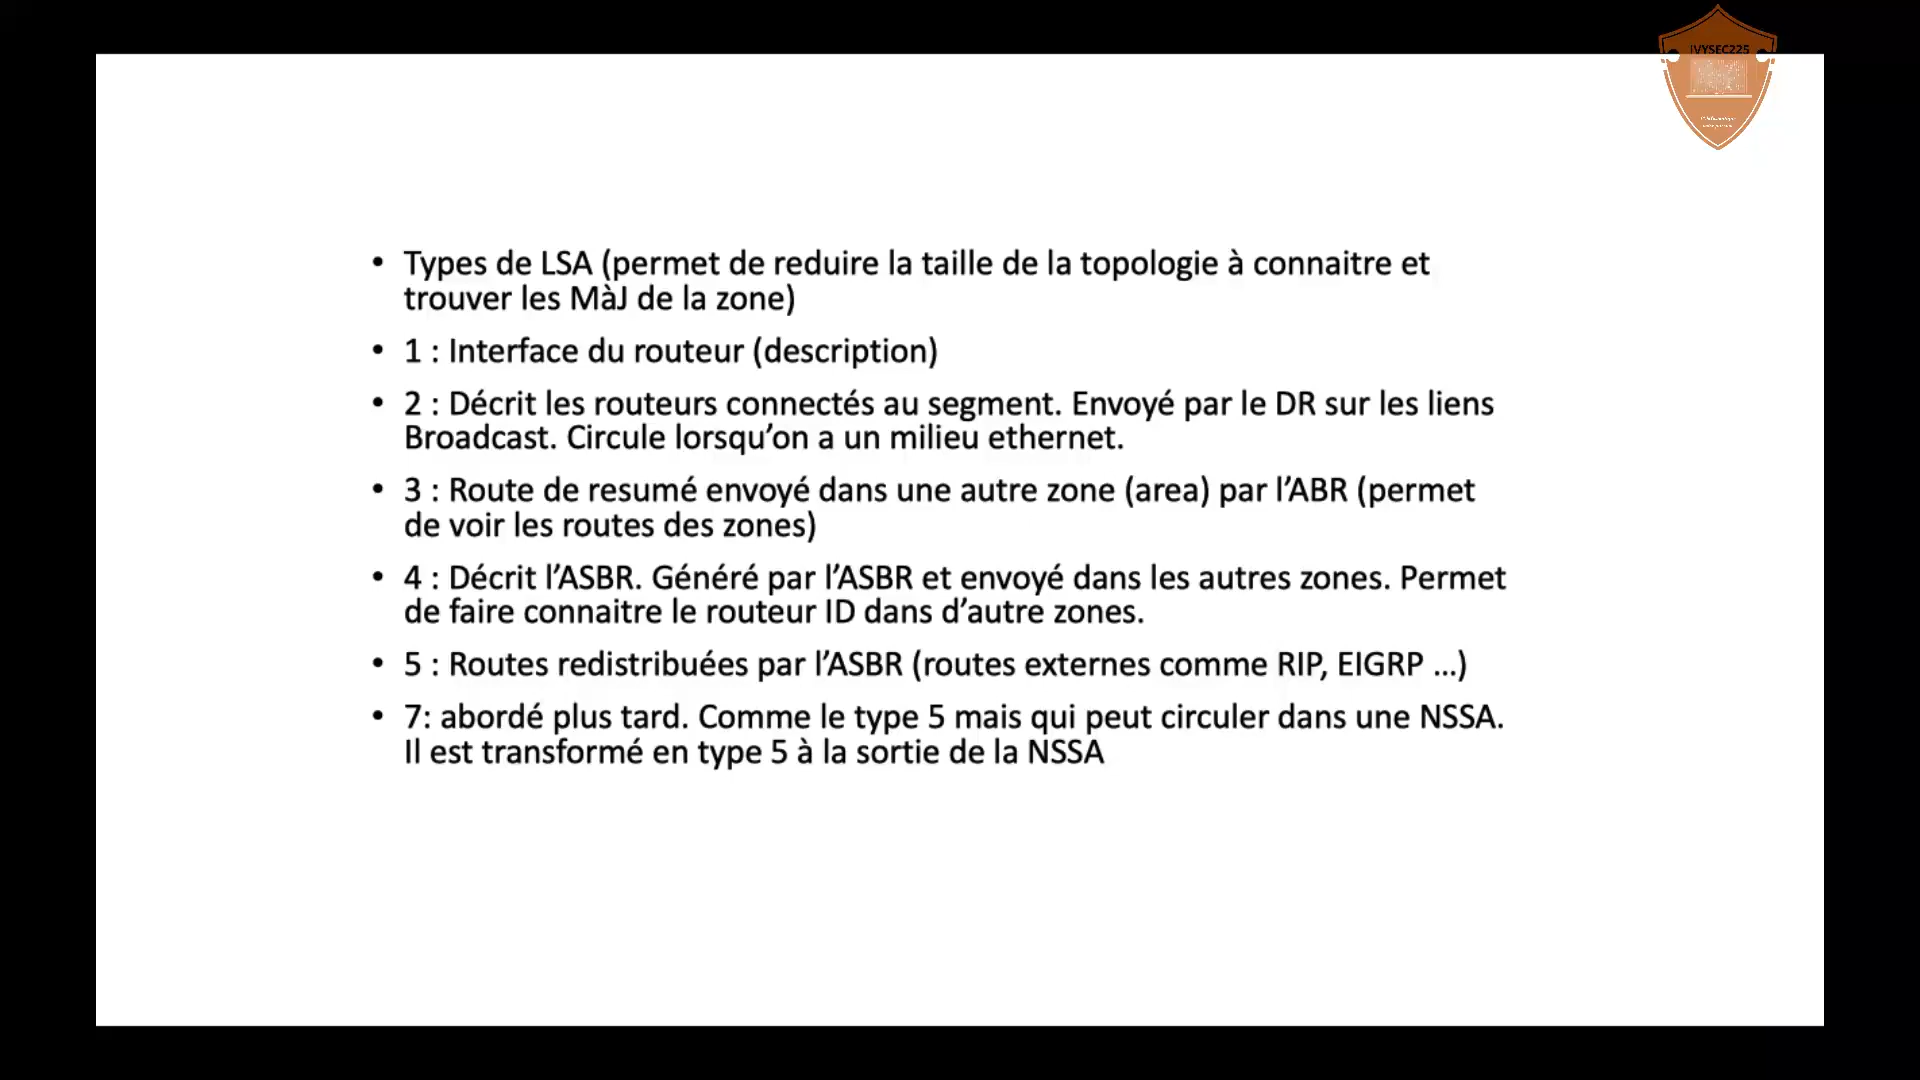 IVYSEC225
• Types de LSA (permet de reduire la taille de la topologie à connaitre et
trouver les MàJ de la zone)
• 1 : Interface du routeur (description)
• 2 : Décrit les routeurs connectés au segment. Envoyé par le DR sur les liens
Broadcast. Circule lorsqu’on a un milieu ethernet.
• 3 : Route de resumé envoyé dans une autre zone (area) par l’ABR (permet
de voir les routes des zones)
• 4 : Décrit l’ASBR. Généré par l’ASBR et envoyé dans les autres zones. Permet
de faire connaitre le routeur ID dans d’autre zones.
• 5 : Routes redistribuées par l’ASBR (routes externes comme RIP, EIGRP ...)
• 7: abordé plus tard. Comme le type 5 mais qui peut circuler dans une NSSA.
Il est transformé en type 5 à la sortie de la NSSA